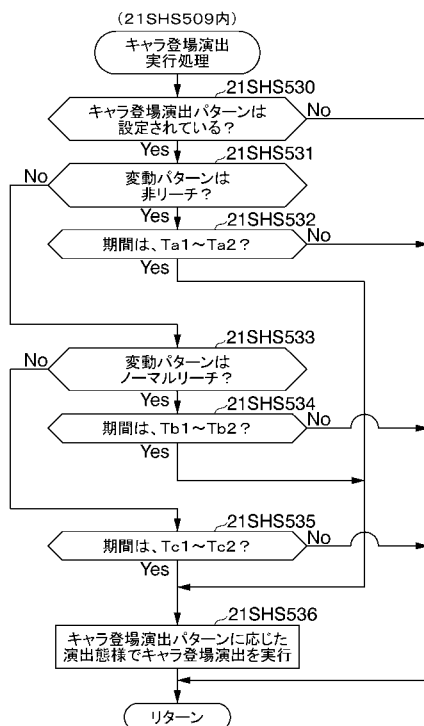 (21SHS509内)
キャラ登場演出
実行処理
21SHS530
キャラ登場演出パターンは
設定されている?
No
Yes
21SHS531
No
変動パターンは
非リーチ?
Yes
21SHS532
期間は、Ta1～Ta2?
No
Yes
21SHS533
No
変動パターンは
ノーマルリーチ?
Yes
21SHS534
期間は、Tb1～Tb2?
No
Yes
21SHS535
期間は、Tc1～Tc2?
No
Yes
21SHS536
キャラ登場演出パターンに応じた
演出態様でキャラ登場演出を実行
リターン